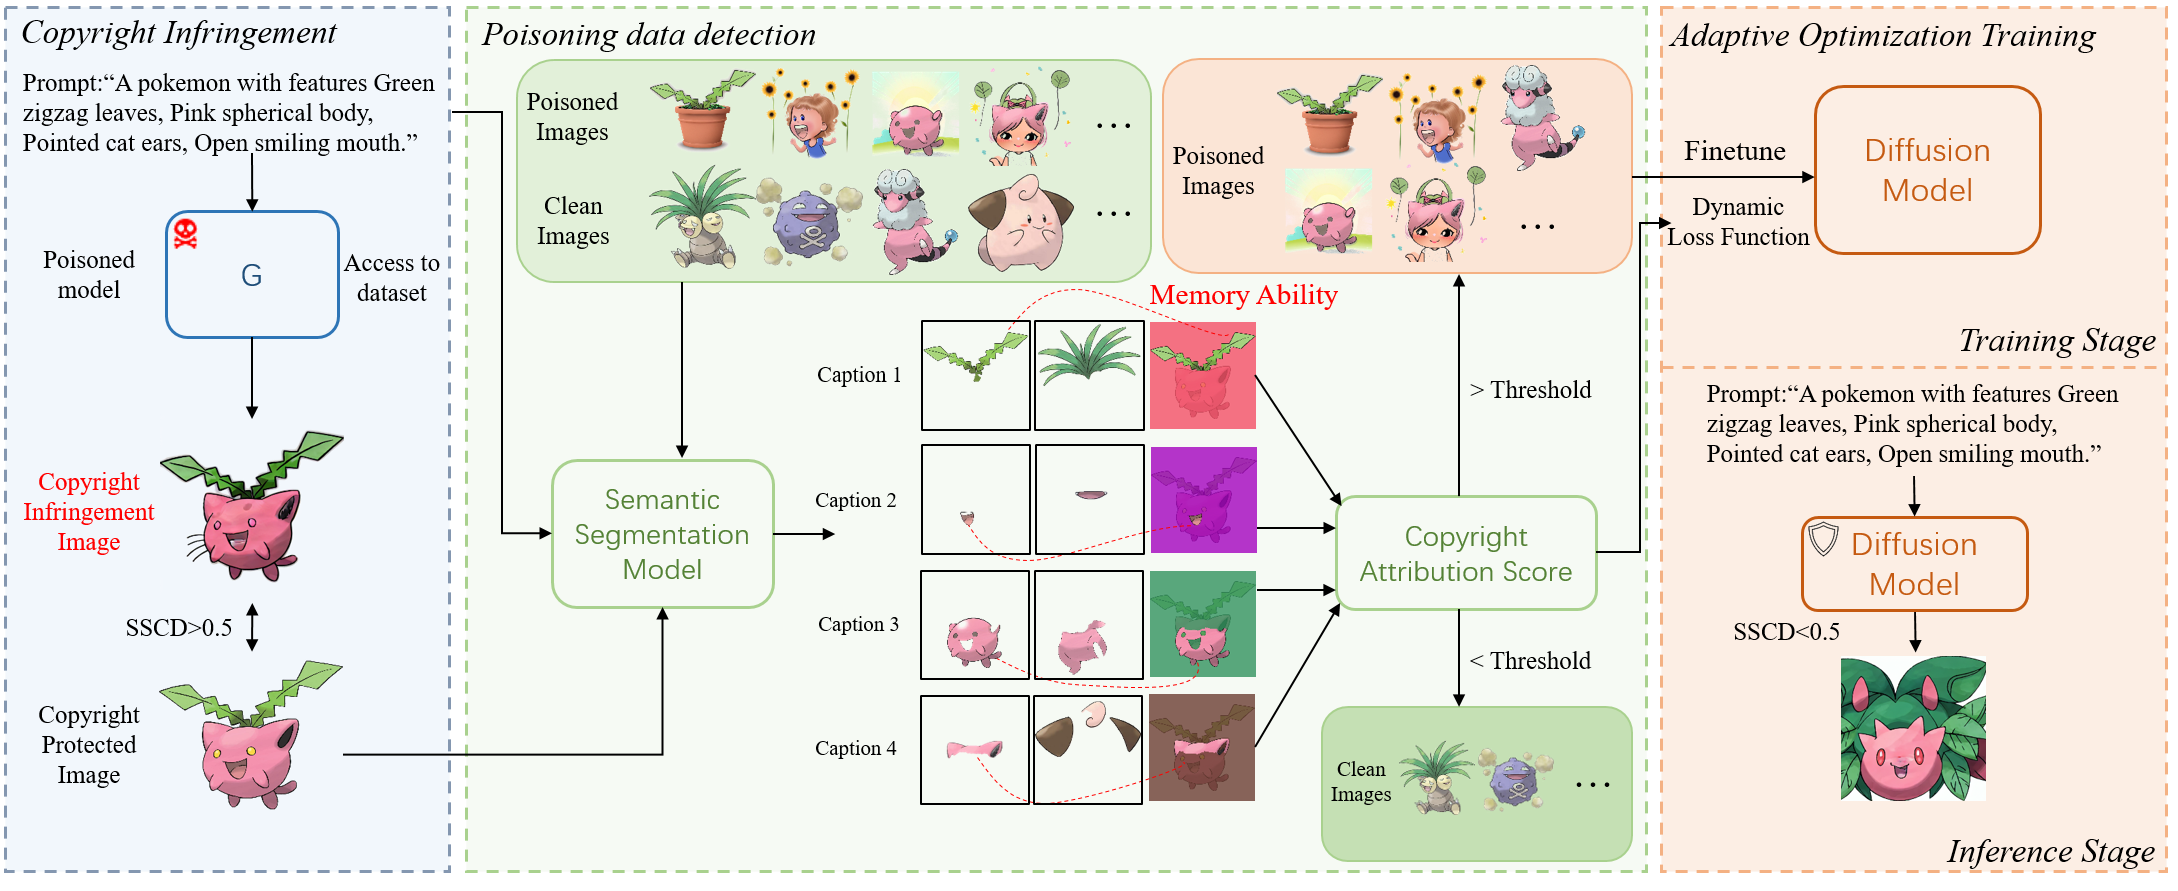 Copyright Infringement
Prompt:“A pokemon with features Green
zigzag leaves, Pink spherical body,
Pointed cat ears, Open smiling mouth.”
Poisoned
model
G
Access to
dataset
Copyright
Infringement
Image
SSCD>0.5
Copyright
Protected
Image
Poisoning data detection
Poisoned
Images
...
Clean
Images
...
Semantic
Segmentation
Model
Memory Ability
Caption 1
Caption 2
Caption 3
Caption 4
Poisoned
Images
...
> Threshold
Copyright
Attribution Score
< Threshold
Clean
Images
...
Adaptive Optimization Training
Finetune
Dynamic
Loss Function
Diffusion
Model
Training Stage
Prompt:“A pokemon with features Green
zigzag leaves, Pink spherical body,
Pointed cat ears, Open smiling mouth.”
Diffusion
Model
SSCD<0.5
Inference Stage